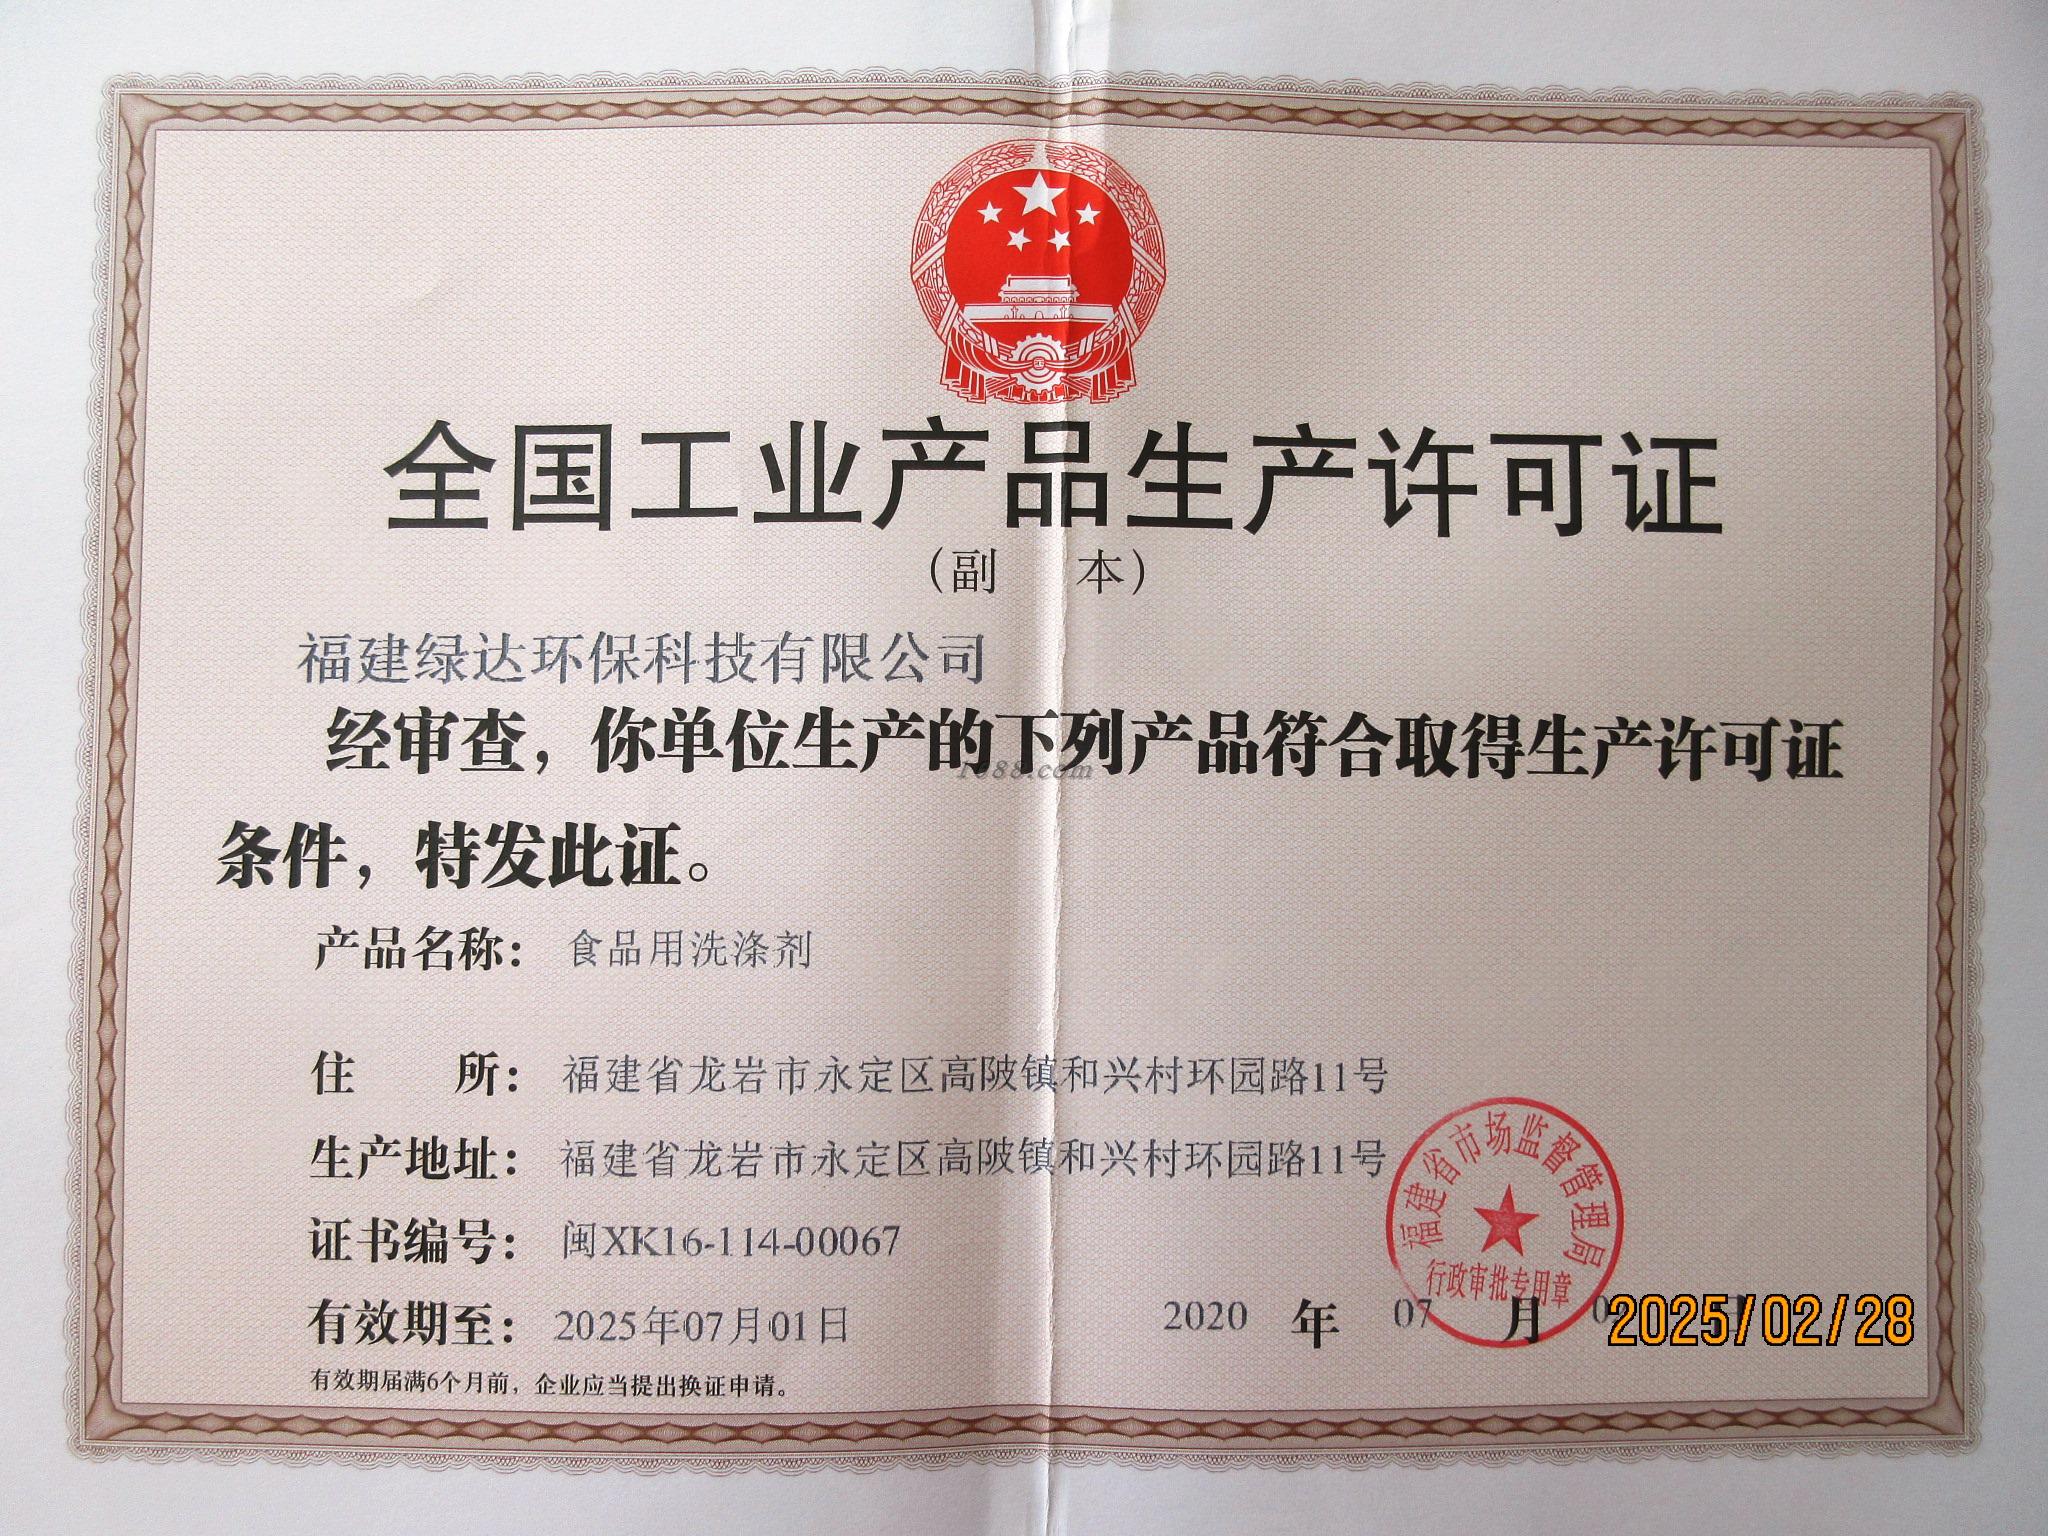 全国工业产品生产许可证
（副 本）
福建绿达环保科技有限公司
经审查，你单位生产的下列产品符合取得生产许可证
1688.com
条件，特发此证。
产品名称： 食品用洗涤剂
住 所： 福建省龙岩市永定区高陂镇和兴村环园路11号
生产地址： 福建省龙岩市永定区高陂镇和兴村环园路11号
证书编号： 闽XK16-114-00067
福建省市场监督管理局
行政审批专用章
有效期至： 2025年07月01日
2020 年 07 月
2025/02/28
有效期届满6个月前，企业应当提出换证申请。